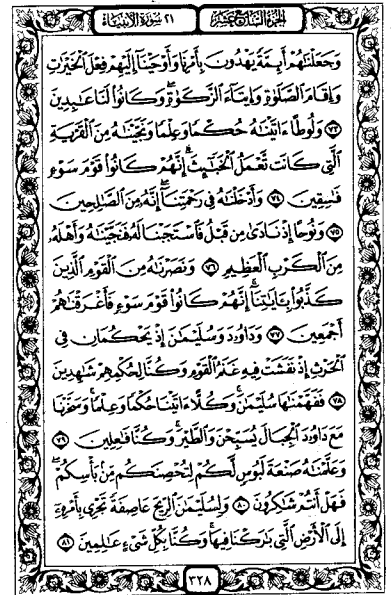 الجزء السابع عشر ٢١ سورة الأنبياء
وَجَعَلْنَٰهُمْ أَئِمَّةً يَهْدُونَ بِأَمْرِنَا وَأَوْحَيْنَآ إِلَيْهِمْ فِعْلَ ٱلْخَيْرَٰتِ
وَإِقَامَ ٱلصَّلَوٰةِ وَإِيتَآءَ ٱلزَّكَوٰةِ وَكَانُوا۟ لَنَا عَٰبِدِينَ
٧٣ وَلُوطًا ءَاتَيْنَٰهُ حُكْمًا وَعِلْمًا وَنَجَّيْنَٰهُ مِنَ ٱلْقَرْيَةِ
ٱلَّتِى كَانَت تَّعْمَلُ ٱلْخَبَٰٓئِثَ إِنَّهُمْ كَانُوا۟ قَوْمَ سَوْءٍ
فَٰسِقِينَ ٧٤ وَأَدْخَلْنَٰهُ فِى رَحْمَتِنَآ إِنَّهُۥ مِنَ ٱلصَّٰلِحِينَ
٧٥ وَنُوحًا إِذْ نَادَىٰ مِن قَبْلُ فَٱسْتَجَبْنَا لَهُۥ فَنَجَّيْنَٰهُ وَأَهْلَهُۥ
مِنَ ٱلْكَرْبِ ٱلْعَظِيمِ ٧٦ وَنَصَرْنَٰهُ مِنَ ٱلْقَوْمِ ٱلَّذِينَ
كَذَّبُوا۟ بِـَٔايَٰتِنَآ إِنَّهُمْ كَانُوا۟ قَوْمَ سَوْءٍ فَأَغْرَقْنَٰهُمْ
أَجْمَعِينَ ٧٧ وَدَاوُۥدَ وَسُلَيْمَٰنَ إِذْ يَحْكُمَانِ فِى
ٱلْحَرْثِ إِذْ نَفَشَتْ فِيهِ غَنَمُ ٱلْقَوْمِ وَكُنَّا لِحُكْمِهِمْ شَٰهِدِينَ
٧٨ فَفَهَّمْنَٰهَا سُلَيْمَٰنَ وَكُلًّا ءَاتَيْنَا حُكْمًا وَعِلْمًا وَسَخَّرْنَا
مَعَ دَاوُۥدَ ٱلْجِبَالَ يُسَبِّحْنَ وَٱلطَّيْرَ وَكُنَّا فَٰعِلِينَ ٧٩
وَعَلَّمْنَٰهُ صَنْعَةَ لَبُوسٍ لَّكُمْ لِتُحْصِنَكُم مِّنۢ بَأْسِكُمْ
فَهَلْ أَنتُمْ شَٰكِرُونَ ٨٠ وَلِسُلَيْمَٰنَ ٱلرِّيحَ عَاصِفَةً تَجْرِى بِأَمْرِهِۦٓ
إِلَى ٱلْأَرْضِ ٱلَّتِى بَٰرَكْنَا فِيهَا وَكُنَّا بِكُلِّ شَىْءٍ عَٰلِمِينَ ٨١
٣٢٨